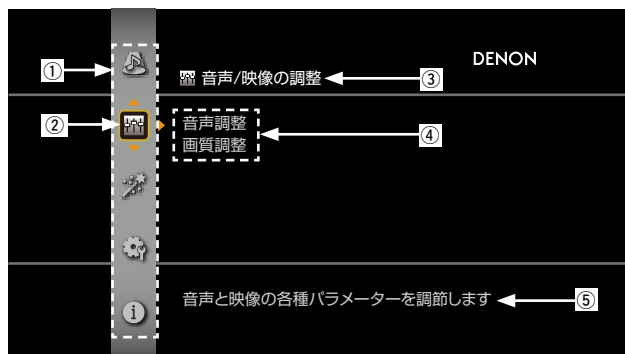 DENON
① 音声/映像の調整 ③
② 音声調整 ④
画質調整
音声と映像の各種パラメーターを調節します ⑤